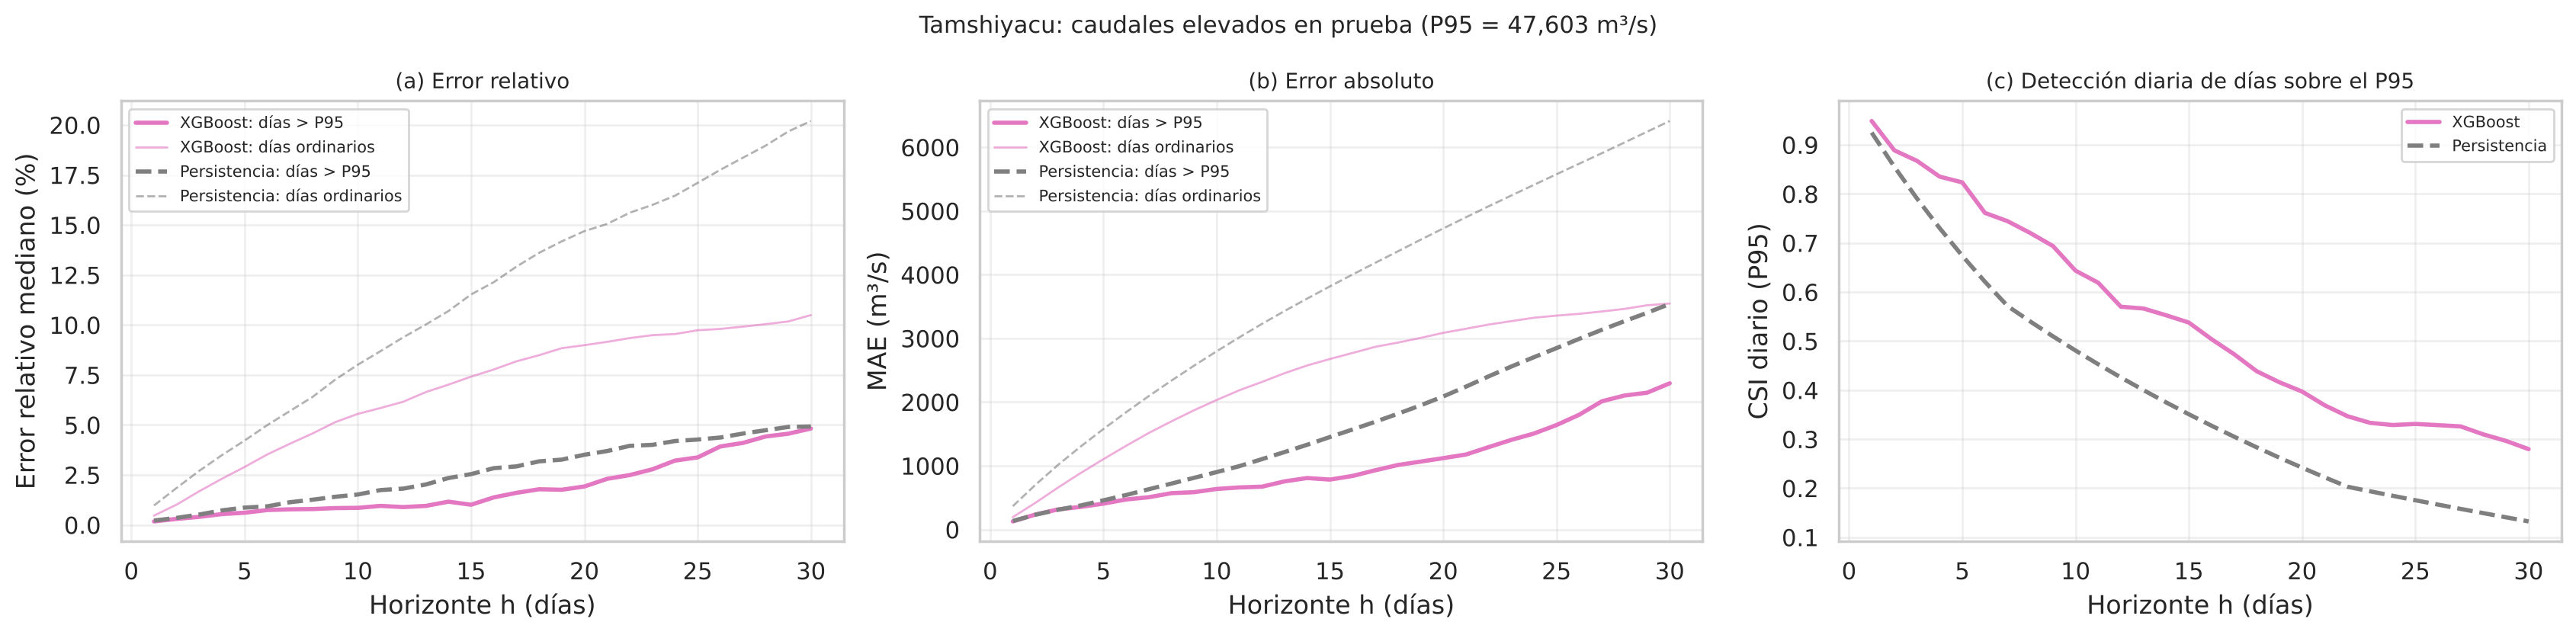 Tamshiyacu: caudales elevados en prueba (P95 = 47,603 m³/s)
(a) Error relativo
Error relativo mediano (%)
20.0
17.5
15.0
12.5
10.0
7.5
5.0
2.5
0.0
XGBoost: días > P95
XGBoost: días ordinarios
Persistencia: días > P95
Persistencia: días ordinarios
0 5 10 15 20 25 30
Horizonte h (días)
(b) Error absoluto
MAE (m³/s)
6000
5000
4000
3000
2000
1000
0
XGBoost: días > P95
XGBoost: días ordinarios
Persistencia: días > P95
Persistencia: días ordinarios
0 5 10 15 20 25 30
Horizonte h (días)
(c) Detección diaria de días sobre el P95
CSI diario (P95)
0.9
0.8
0.7
0.6
0.5
0.4
0.3
0.2
0.1
XGBoost
Persistencia
0 5 10 15 20 25 30
Horizonte h (días)